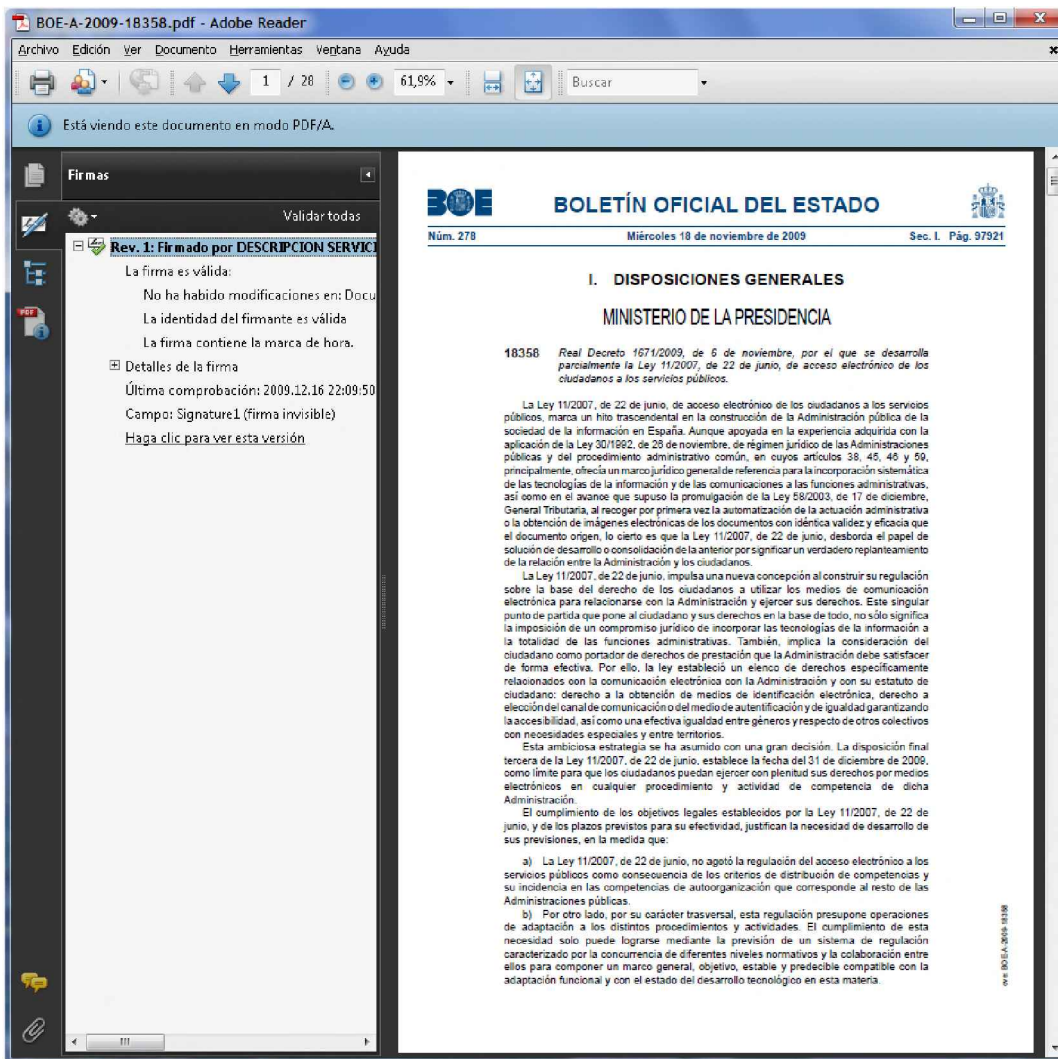 BOE-A-2009-18358.pdf - Adobe Reader
Archivo Edición Ver Documento Herramientas Ventana Ayuda
1 / 28 61,9% Buscar
Está viendo este documento en modo PDF/A.
Firmas
Validar todas
Rev. 1: Firmado por DESCRIPCION SERVICI
La firma es válida:
No ha habido modificaciones en: Docu
La identidad del firmante es válida
La firma contiene la marca de hora.
Detalles de la firma
Última comprobación: 2009.12.16 22:09:50
Campo: Signature1 (firma invisible)
Haga clic para ver esta versión
BOE BOLETÍN OFICIAL DEL ESTADO
Núm. 278 Miércoles 18 de noviembre de 2009 Sec. I. Pág. 97921
I. DISPOSICIONES GENERALES
MINISTERIO DE LA PRESIDENCIA
18358 Real Decreto 1671/2009, de 6 de noviembre, por el que se desarrolla
parcialmente la Ley 11/2007, de 22 de junio, de acceso electrónico de los
ciudadanos a los servicios públicos.
La Ley 11/2007, de 22 de junio, de acceso electrónico de los ciudadanos a los servicios
públicos, marca un hito trascendental en la construcción de la Administración pública de la
sociedad de la información en España. Aunque apoyada en la experiencia adquirida con la
aplicación de la Ley 30/1992, de 26 de noviembre, de régimen jurídico de las Administraciones
públicas y del procedimiento administrativo común, en cuyos artículos 38, 45, 46 y 59,
principalmente, ofrecía un marco jurídico general de referencia para la incorporación sistemática
de las tecnologías de la información y de las comunicaciones a las funciones administrativas,
así como en el avance que supuso la promulgación de la Ley 58/2003, de 17 de diciembre,
General Tributaria, al recoger por primera vez la automatización de la actuación administrativa
o la obtención de imágenes electrónicas de los documentos con idéntica validez y eficacia que
el documento origen, lo cierto es que la Ley 11/2007, de 22 de junio, desborda el papel de
solución de desarrollo o consolidación de la anterior por significar un verdadero replanteamiento
de la relación entre la Administración y los ciudadanos.
La Ley 11/2007, de 22 de junio, impulsa una nueva concepción al construir su regulación
sobre la base del derecho de los ciudadanos a utilizar los medios de comunicación
electrónica para relacionarse con la Administración y ejercer sus derechos. Este singular
punto de partida que pone al ciudadano y sus derechos en la base de todo, no sólo significa
la imposición de un compromiso jurídico de incorporar las tecnologías de la información a
la totalidad de las funciones administrativas. También, implica la consideración del
ciudadano como portador de derechos de prestación que la Administración debe satisfacer
de forma efectiva. Por ello, la ley estableció un elenco de derechos específicamente
relacionados con la comunicación electrónica con la Administración y con su estatuto de
ciudadano: derecho a la obtención de medios de identificación electrónica, derecho a
elección del canal de comunicación o del medio de autentificación y de igualdad garantizando
la accesibilidad, así como una efectiva igualdad entre géneros y respecto de otros colectivos
con necesidades especiales y entre territorios.
Esta ambiciosa estrategia se ha asumido con una gran decisión. La disposición final
tercera de la Ley 11/2007, de 22 de junio, establece la fecha del 31 de diciembre de 2009,
como límite para que los ciudadanos puedan ejercer con plenitud sus derechos por medios
electrónicos en cualquier procedimiento y actividad de competencia de dicha
Administración.
El cumplimiento de los objetivos legales establecidos por la Ley 11/2007, de 22 de
junio, y de los plazos previstos para su efectividad, justifican la necesidad de desarrollo de
sus previsiones, en la medida que:
a) La Ley 11/2007, de 22 de junio, no agotó la regulación del acceso electrónico a los
servicios públicos como consecuencia de los criterios de distribución de competencias y
su incidencia en las competencias de autoorganización que corresponde al resto de las
Administraciones públicas.
b) Por otro lado, por su carácter trasversal, esta regulación presupone operaciones
de adaptación a los distintos procedimientos y actividades. El cumplimiento de esta
necesidad solo puede lograrse mediante la previsión de un sistema de regulación
caracterizado por la concurrencia de diferentes niveles normativos y la colaboración entre
ellos para componer un marco general, objetivo, estable y predecible compatible con la
adaptación funcional y con el estado del desarrollo tecnológico en esta materia.
cve: BOE-A-2009-18358